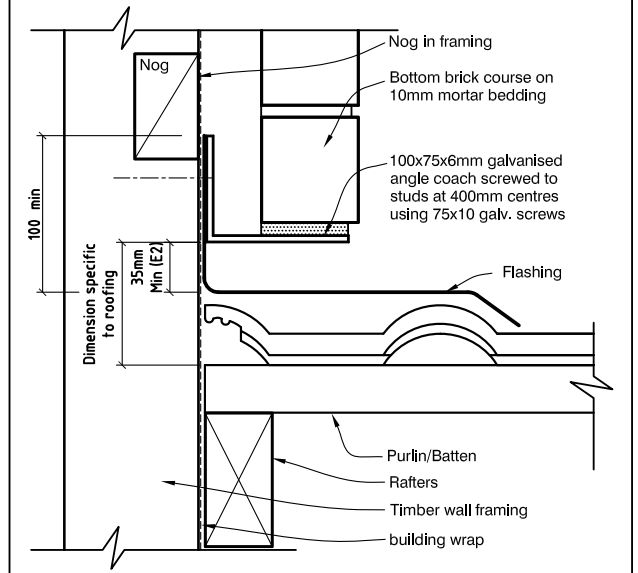 Nog in framing
Nog
Bottom brick course on
10mm mortar bedding
100x75x6mm galvanised
angle coach screwed to
studs at 400mm centres
using 75x10 galv. screws
100 min
Dimension specific
to roofing
35mm
Min (E2)
Flashing
Purlin/Batten
Rafters
Timber wall framing
building wrap